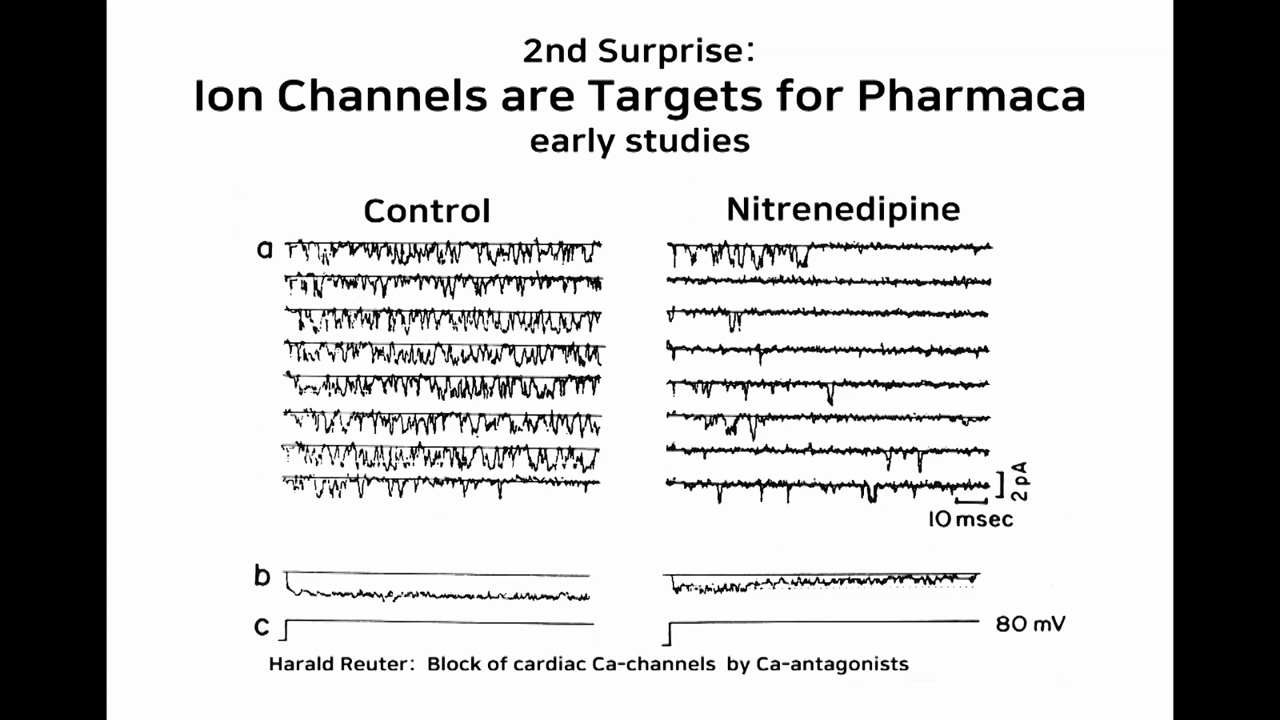 2nd Surprise:
Ion Channels are Targets for Pharmaca
early studies
Control
Nitrenedipine
a
2 pA
10 msec
b
c
80 mV
Harald Reuter: Block of cardiac Ca-channels by Ca-antagonists